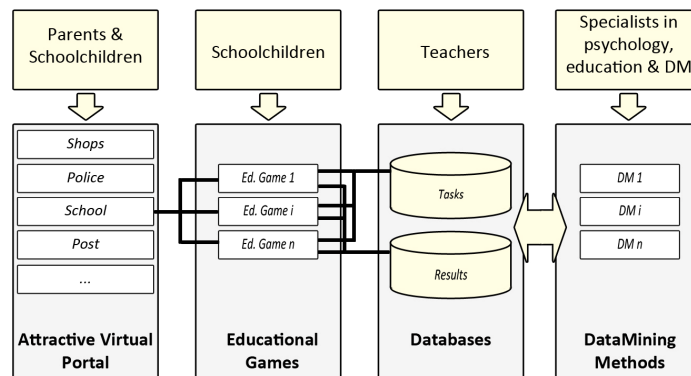 Parents &
Schoolchildren
Schoolchildren
Teachers
Specialists in
psychology,
education & DM
Shops
Police
School
Post
...
Attractive Virtual
Portal
Ed. Game 1
Ed. Game i
Ed. Game n
Educational
Games
Tasks
Results
Databases
DM 1
DM i
DM n
DataMining
Methods